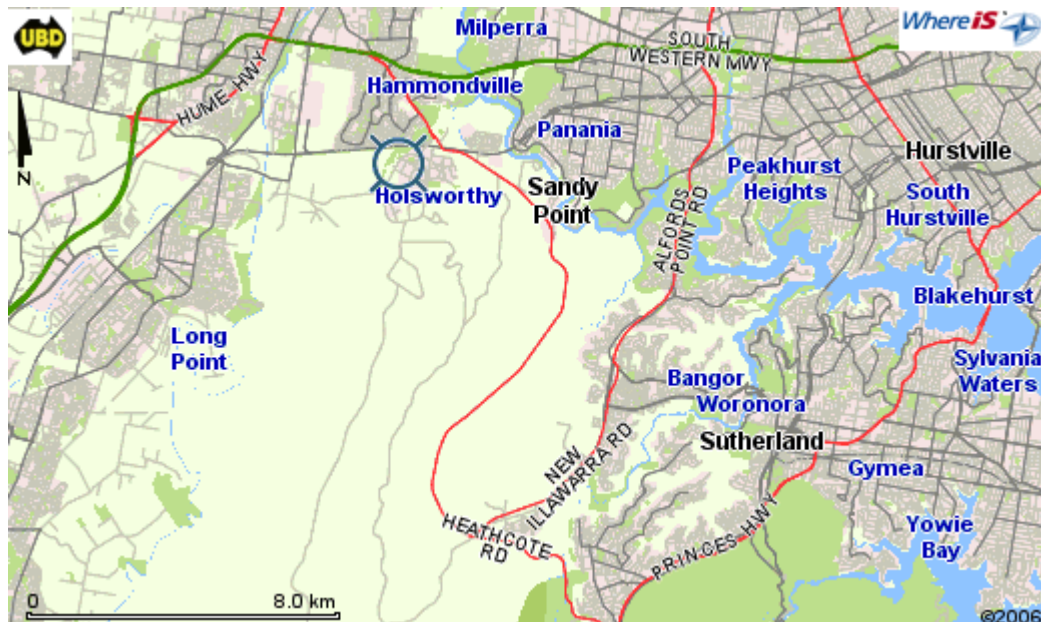 UBD
Where iS
Milperra
SOUTH
WESTERN MWY
Hammondville
HUME HWY
Panania
N
Hurstville
Peakhurst
Heights
Holsworthy
Sandy
Point
South
Hurstville
ALFORDS
POINT RD
Blakehurst
Long
Point
Sylvania
Waters
Bangor
Woronora
Sutherland
NEW
ILLAWARRA RD
Gymea
HEATHCOTE
RD
PRINCES HWY
Yowie
Bay
0 8.0 km
©2006